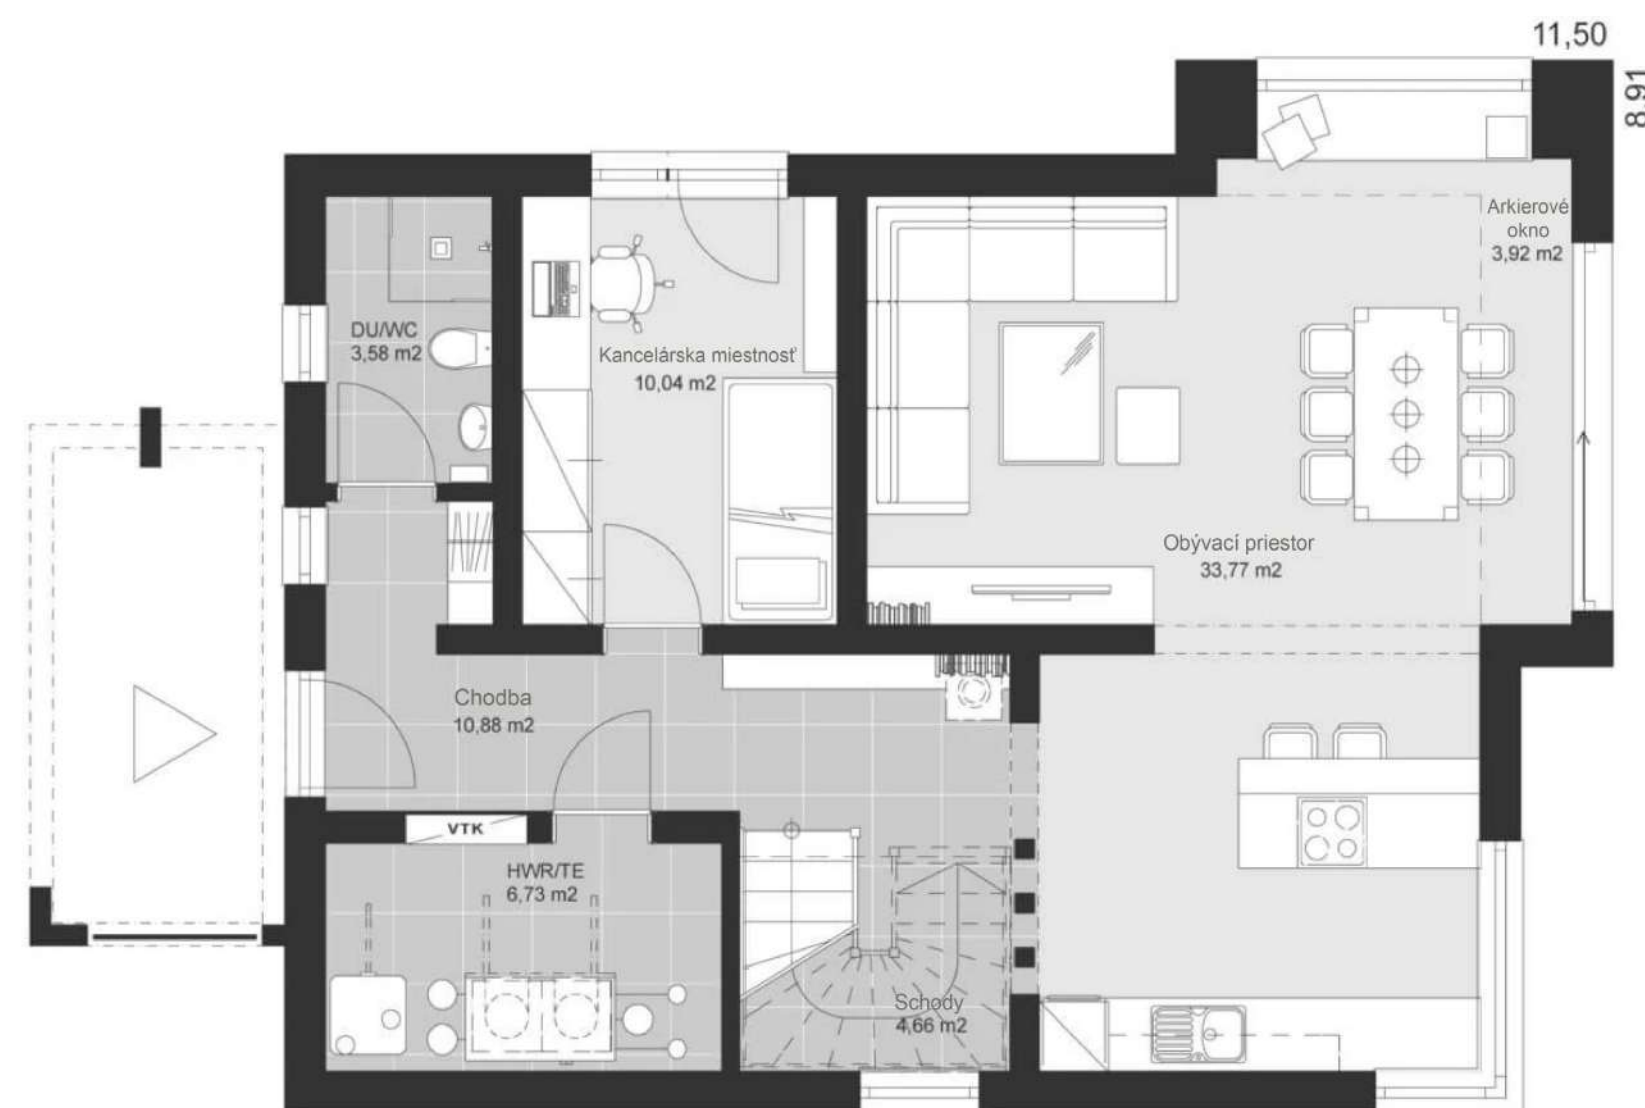 11,50
8,91
Arkierové
okno
3,92 m2
DU/WC
3,58 m2
Kancelárska miestnosť
10,04 m2
Obývací priestor
33,77 m2
Chodba
10,88 m2
VTK
HWR/TE
6,73 m2
Schody
4,66 m2